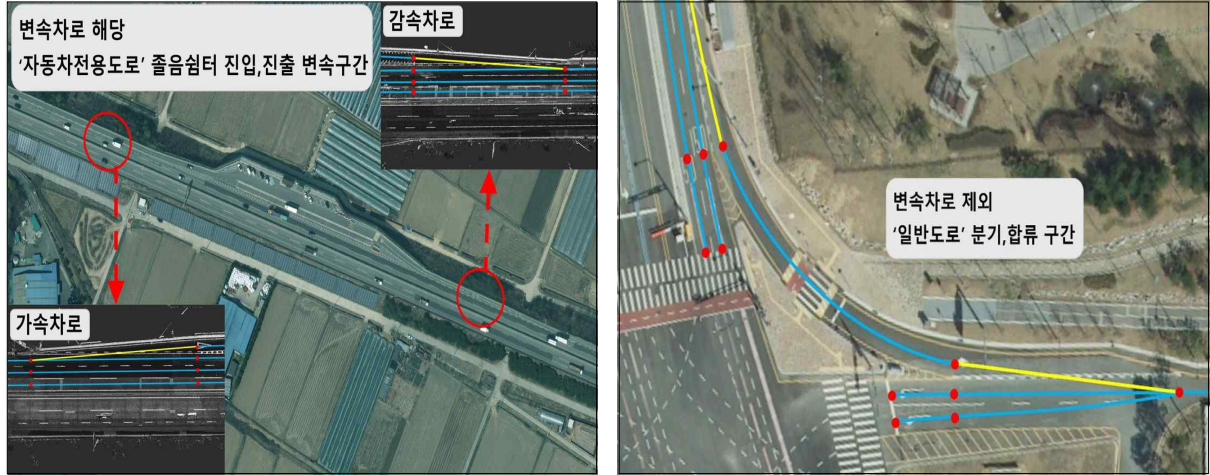 변속차로 해당
'자동차전용도로' 졸음쉼터 진입,진출 변속구간
감속차로
가속차로
변속차로 제외
'일반도로' 분기,합류 구간